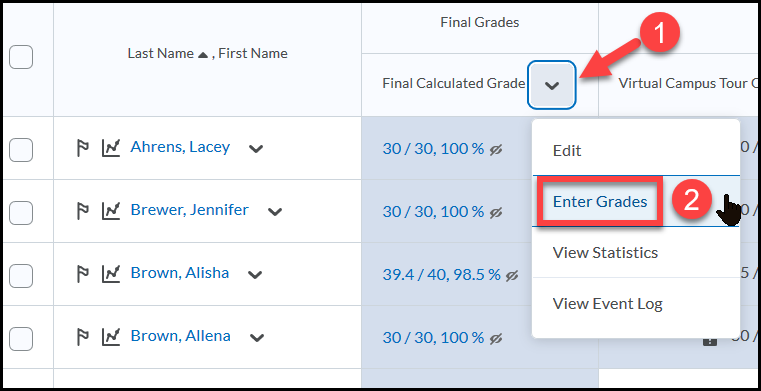 Final Grades
1
Last Name , First Name
Final Calculated Grade
Virtual Campus Tour
Ahrens, Lacey
30 / 30, 100 %
Edit
Brewer, Jennifer
30 / 30, 100 %
Enter Grades
2
Brown, Alisha
39.4 / 40, 98.5 %
View Statistics
View Event Log
Brown, Allena
30 / 30, 100 %